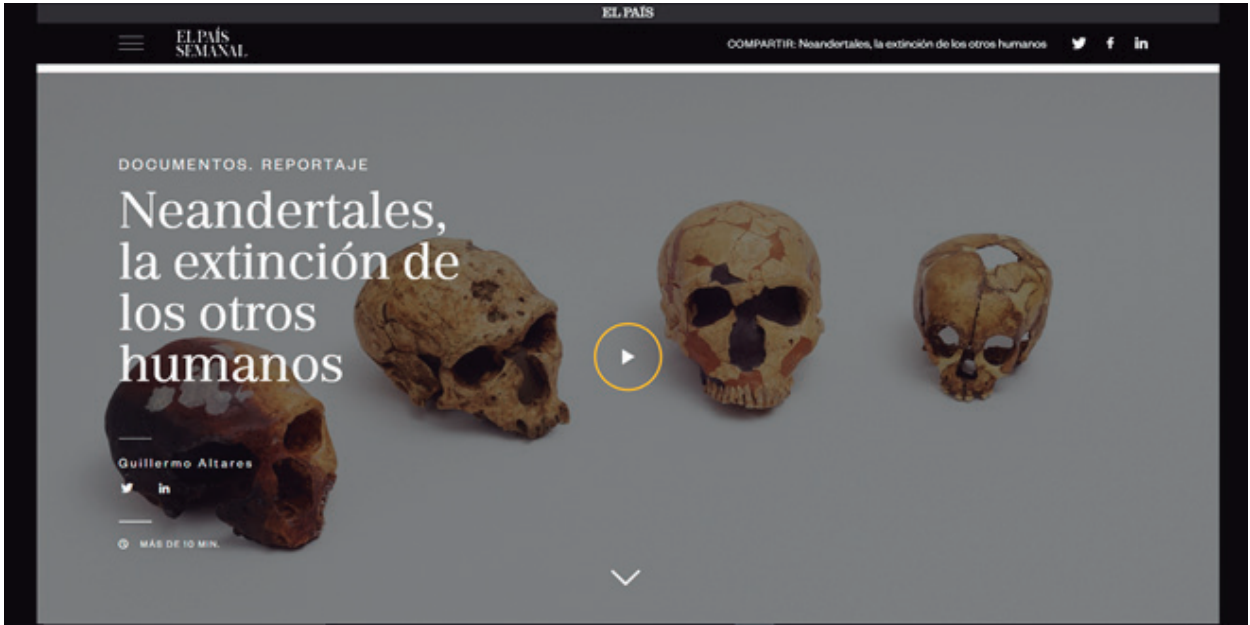 EL PAÍS
EL PAÍS
SEMANAL
COMPARTIR: Neandertales, la extinción de los otros humanos
DOCUMENTOS. REPORTAJE
Neandertales,
la extinción de
los otros
humanos
Guillermo Altares
MÁS DE 10 MIN.